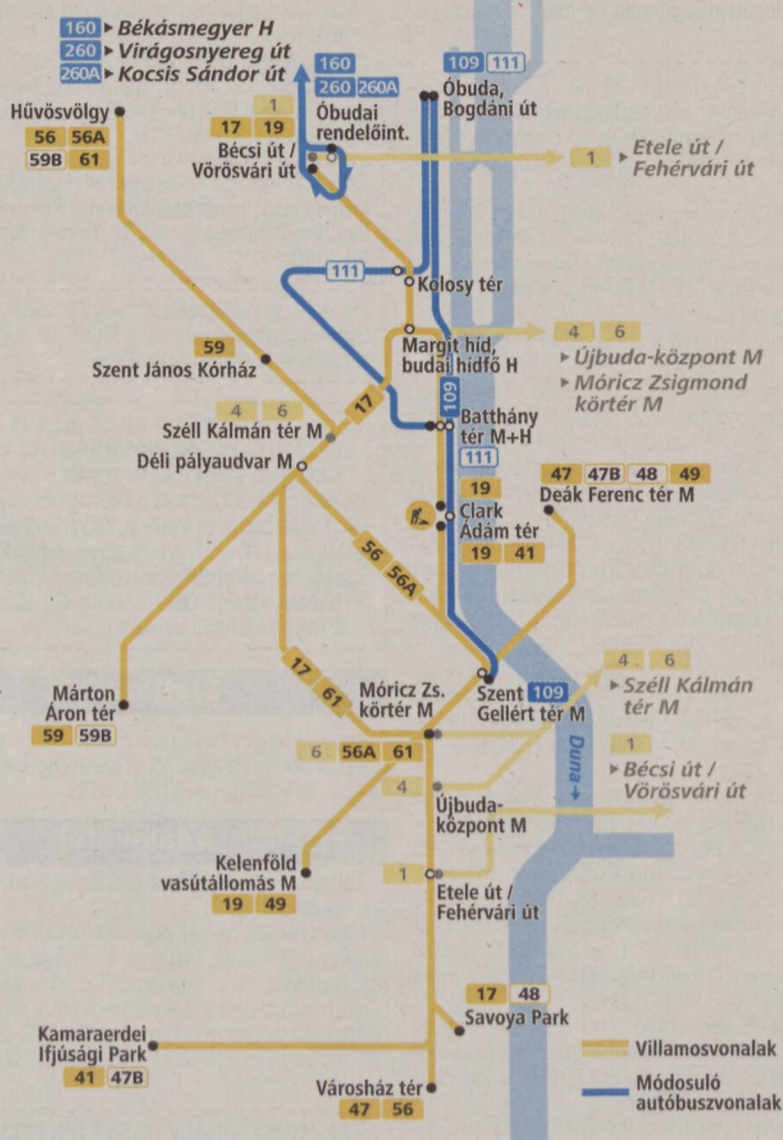 160 ▸ Békásmegyer H
260 ▸ Virágosnyereg út
260A ▸ Kocsis Sándor út
160
260 260A
Óbudai
rendelőint.
109 111
Óbuda,
Bogdáni út
Hűvösvölgy
56 56A
59B 61
1
17 19
Bécsi út /
Vörösvári út
1 ▸ Etele út /
Fehérvári út
111
Kolosy tér
Margit híd,
budai hídfő H
4 6
▸ Újbuda-központ M
▸ Móricz Zsigmond
körtér M
59
Szent János Kórház
17
109
4 6
Széll Kálmán tér M
Batthány
tér M+H
111
Déli pályaudvar M
19
Clark
Ádám tér
19 41
47 47B 48 49
Deák Ferenc tér M
56 56A
17 61
Márton
Áron tér
59 59B
Móricz Zs.
körtér M
6 56A 61
Szent 109
Gellért tér M
4 6
▸ Széll Kálmán
tér M
1
▸ Bécsi út /
Vörösvári út
Duna→
4
Újbuda-
központ M
Kelenföld
vasútállomás M
19 49
1
Etele út /
Fehérvári út
17 48
Savoya Park
Kamaraerdei
Ifjúsági Park
41 47B
Városház tér
47 56
Villamosvonalak
Módosuló
autóbuszvonalak